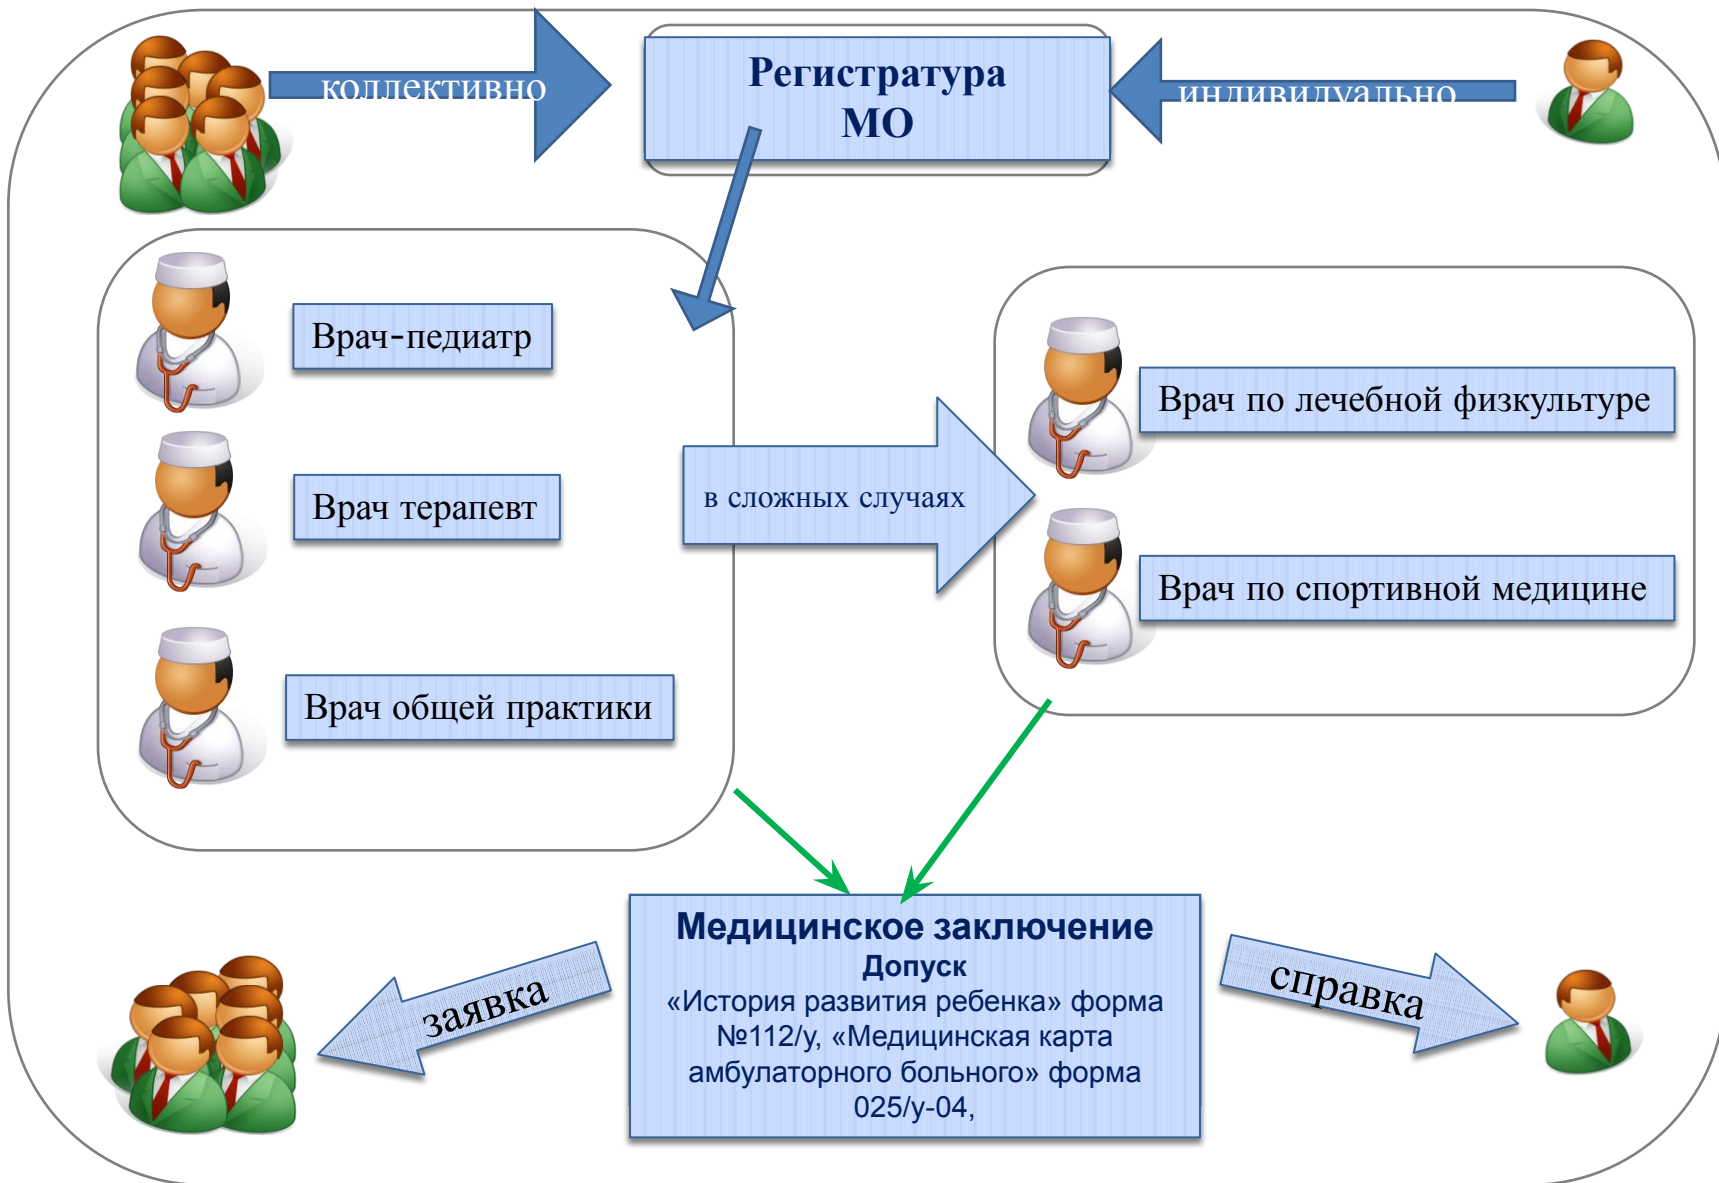 коллективно
Регистратура
МО
индивидуально
Врач-педиатр
Врач терапевт
Врач общей практики
в сложных случаях
Врач по лечебной физкультуре
Врач по спортивной медицине
Медицинское заключение
Допуск
«История развития ребенка» форма
№112/у, «Медицинская карта
амбулаторного больного» форма
025/у-04,
заявка
справка